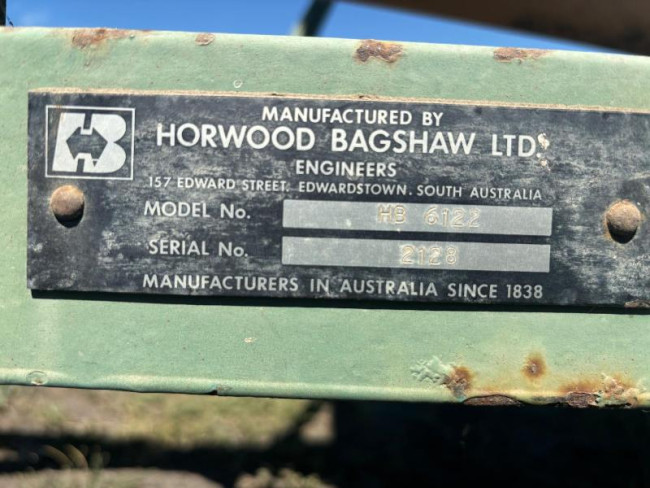 HB
MANUFACTURED BY
HORWOOD BAGSHAW LTD.
ENGINEERS
157 EDWARD STREET. EDWARDSTOWN. SOUTH AUSTRALIA
MODEL No. HB 6122
SERIAL No. 2128
MANUFACTURERS IN AUSTRALIA SINCE 1838